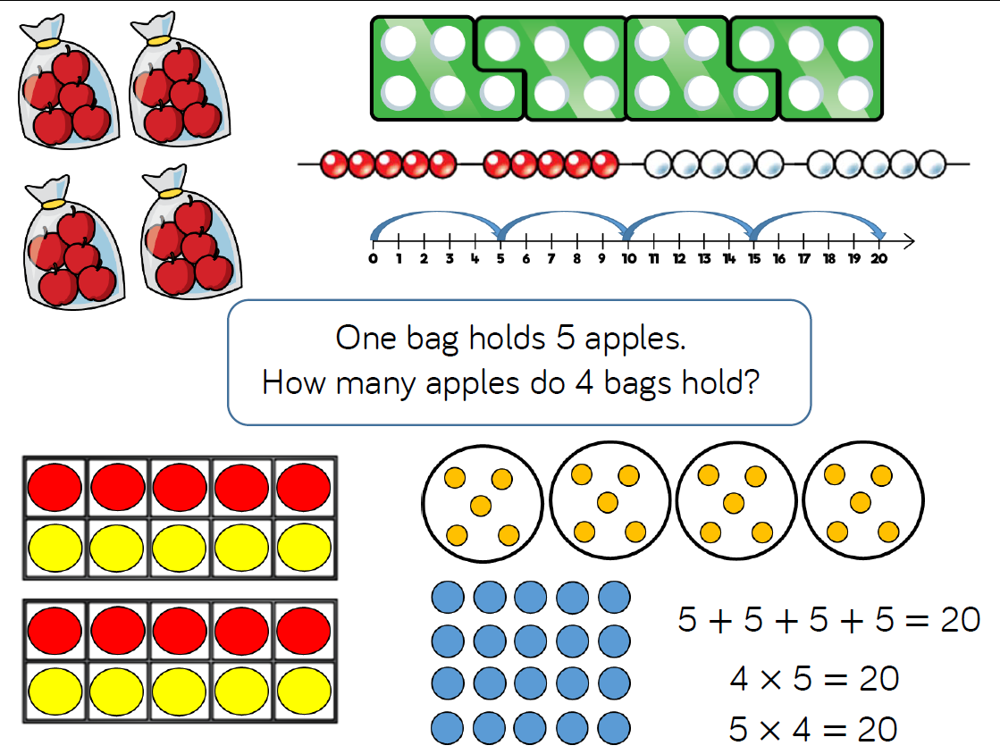 0 1 2 3 4 5 6 7 8 9 10 11 12 13 14 15 16 17 18 19 20
One bag holds 5 apples.
How many apples do 4 bags hold?
5 + 5 + 5 + 5 = 20
4 × 5 = 20
5 × 4 = 20